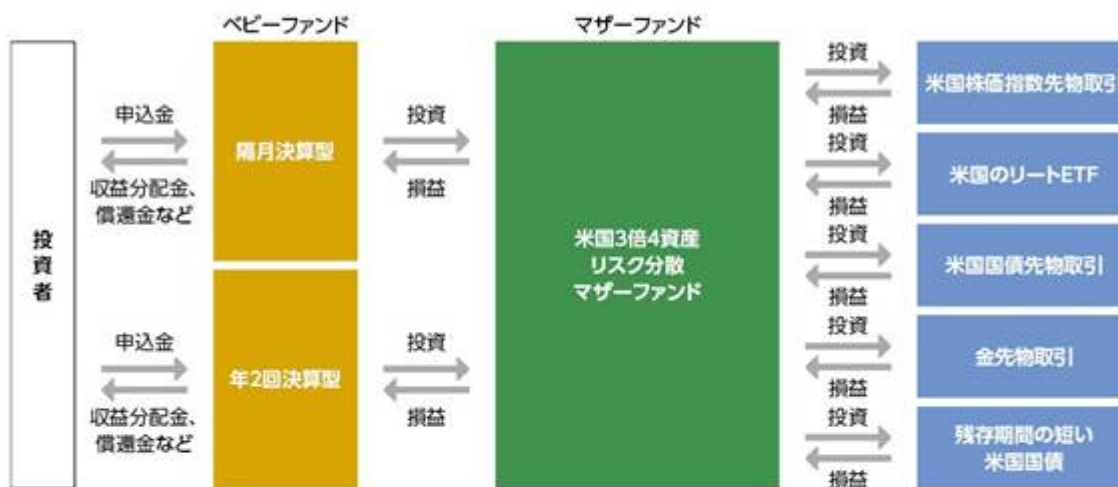 ベビーファンド
マザーファンド
投資者
申込金
収益分配金、
償還金など
申込金
収益分配金、
償還金など
隔月決算型
年2回決算型
投資
損益
投資
損益
米国3倍4資産
リスク分散
マザーファンド
投資
損益
投資
損益
投資
損益
投資
損益
投資
損益
米国株価指数先物取引
米国のリートETF
米国国債先物取引
金先物取引
残存期間の短い
米国国債